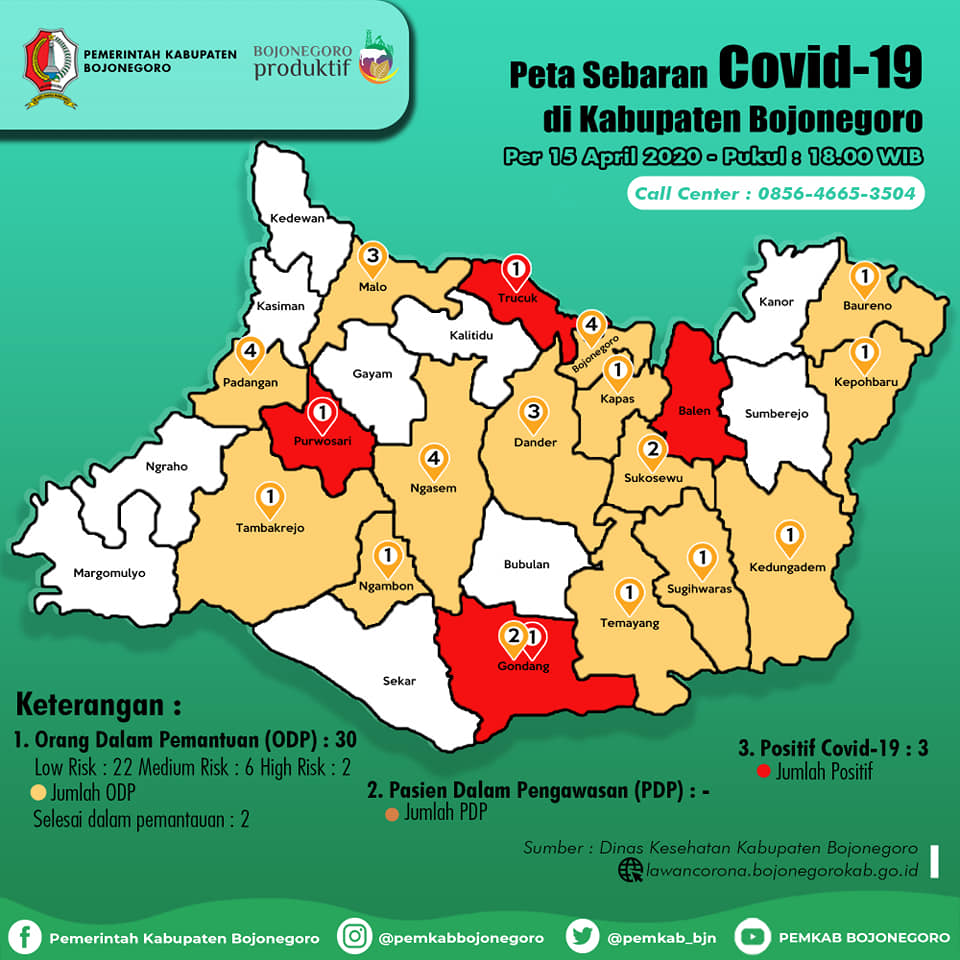 PEMERINTAH KABUPATEN
BOJONEGORO
BOJONEGORO
produktif
Peta Sebaran Covid-19
di Kabupaten Bojonegoro
Per 15 April 2020 - Pukul : 18.00 WIB
Call Center : 0856-4665-3504
Kedewan
Kasiman
3
Malo
1
Trucuk
Kalitidu
4
Bojonegoro
Kanor
1
Baureno
4
Padangan
Gayam
1
Kapas
1
Kepohbaru
1
Purwosari
3
Dander
Balen
Sumberejo
Ngraho
4
Ngasem
2
Sukosewu
1
Tambakrejo
Margomulyo
1
Ngambon
Bubulan
1
Kedungadem
1
Sugihwaras
1
Temayang
2 1
Gondang
Sekar
Keterangan :
1. Orang Dalam Pemantuan (ODP) : 30
Low Risk : 22 Medium Risk : 6 High Risk : 2
Jumlah ODP
Selesai dalam pemantauan : 2
2. Pasien Dalam Pengawasan (PDP) : -
Jumlah PDP
3. Positif Covid-19 : 3
Jumlah Positif
Sumber : Dinas Kesehatan Kabupaten Bojonegoro
lawancorona.bojonegorokab.go.id
Pemerintah Kabupaten Bojonegoro
@pemkabbojonegoro
@pemkab_bjn
PEMKAB BOJONEGORO